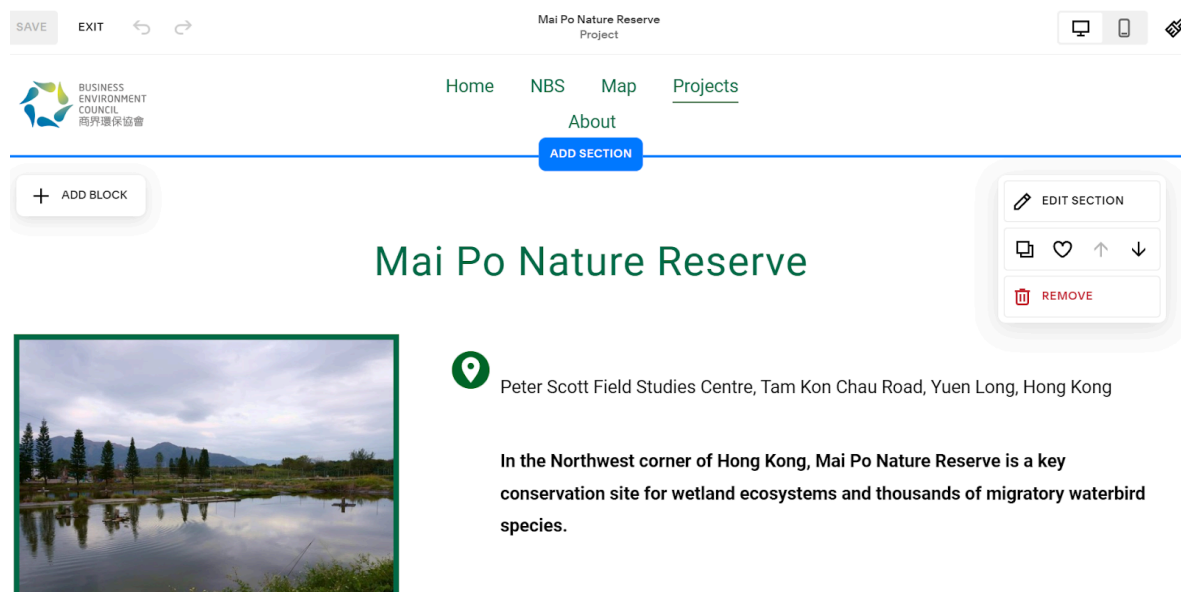 SAVE EXIT
Mai Po Nature Reserve
Project
BUSINESS
ENVIRONMENT
COUNCIL
商界環保協會
Home NBS Map Projects
About
ADD SECTION
ADD BLOCK
EDIT SECTION
REMOVE
Mai Po Nature Reserve
Peter Scott Field Studies Centre, Tam Kon Chau Road, Yuen Long, Hong Kong
In the Northwest corner of Hong Kong, Mai Po Nature Reserve is a key
conservation site for wetland ecosystems and thousands of migratory waterbird
species.